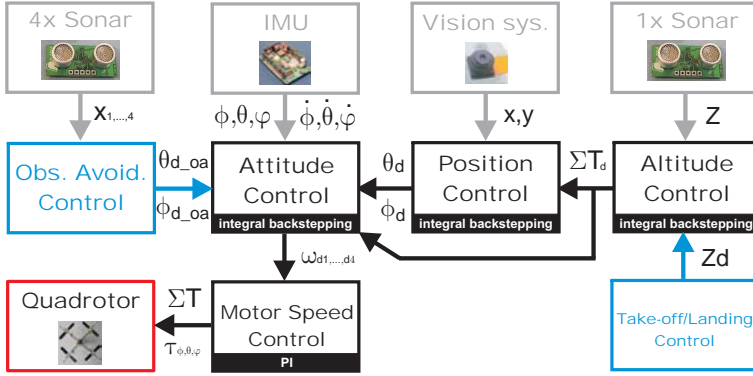 4x Sonar
IMU
Vision sys.
1x Sonar
x1,...,4
ϕ,θ,φ
ϕ̇,θ̇,φ̇
x,y
Z
Obs. Avoid.
Control
θd_oa
ϕd_oa
Attitude
Control
integral backstepping
θd
ϕd
Position
Control
integral backstepping
ΣTd
Altitude
Control
integral backstepping
ωd1,...,d4
Zd
Quadrotor
ΣT
τϕ,θ,φ
Motor Speed
Control
PI
Take-off/Landing
Control